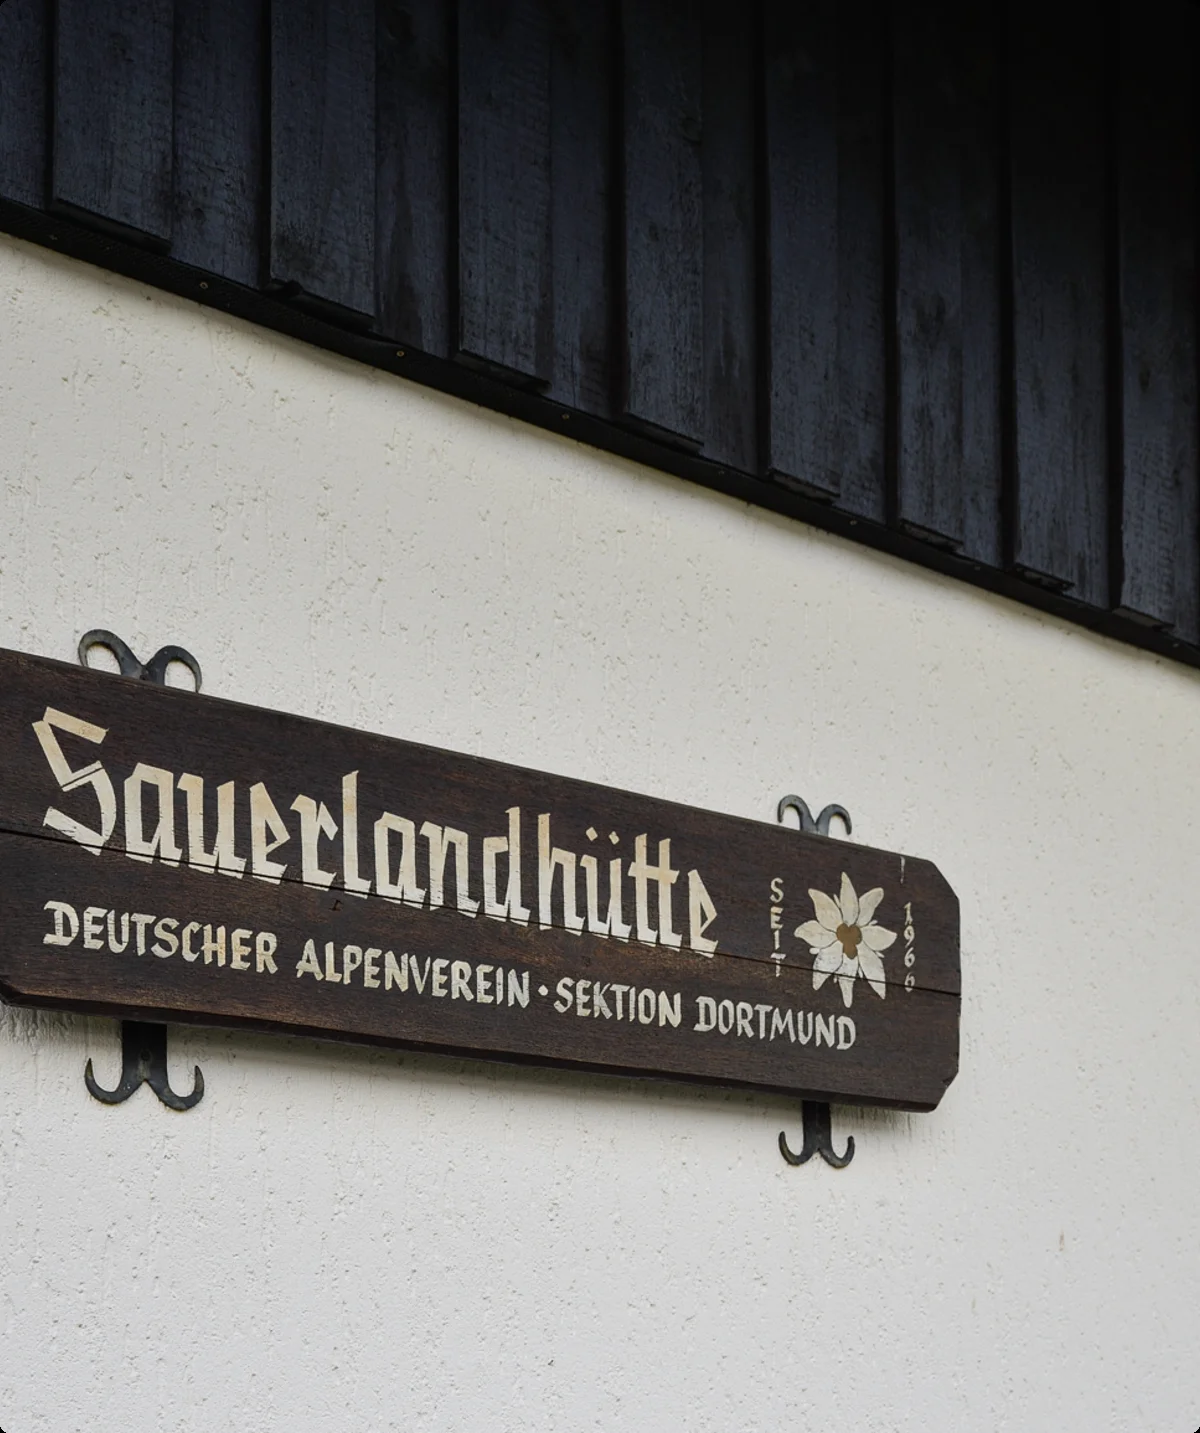 Sauerlandhütte
DEUTSCHER ALPENVEREIN · SEKTION DORTMUND
SEIT
1966